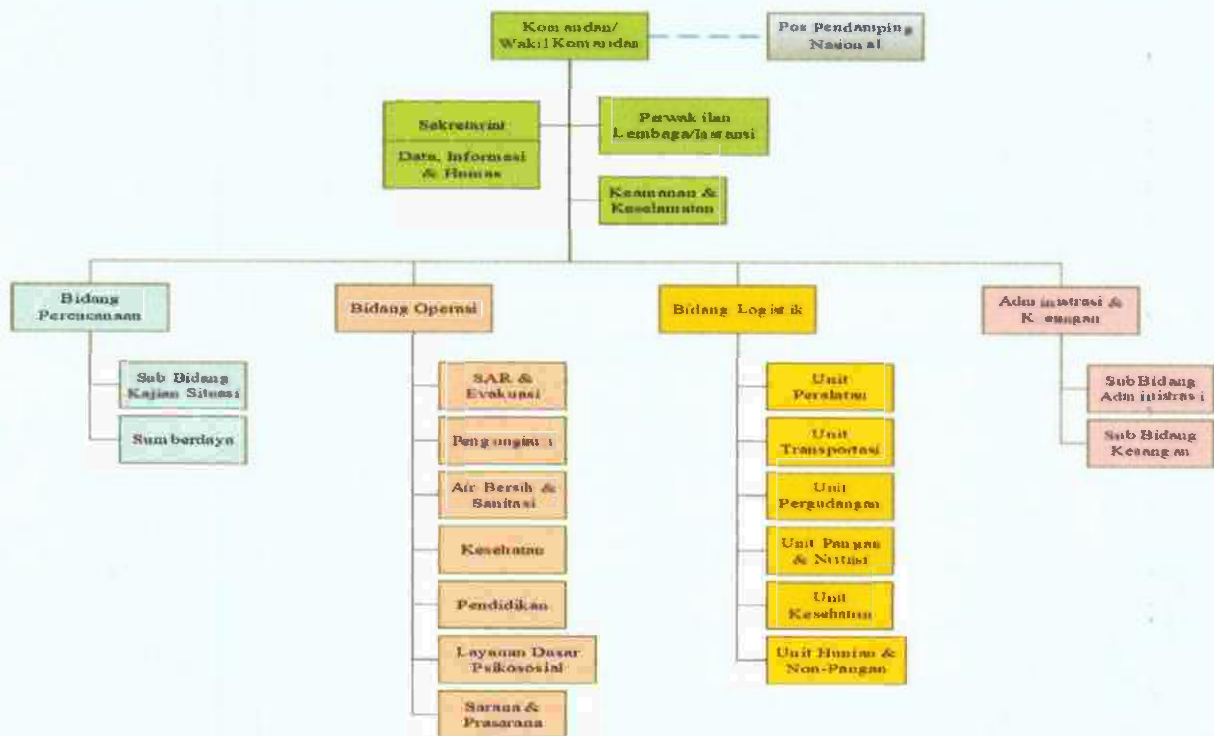 Komandan/
Wakil Komandan
Pos Pendamping
Nasional
Sekretariat
Data, Informasi
& Humas
Perwakilan
Lembaga/Instansi
Keamanan &
Keselamatan
Bidang
Perencanaan
Sub Bidang
Kajian Situasi
Sumberdaya
Bidang Operasi
SAR &
Evakuasi
Pengungsian
Air Bersih &
Sanitasi
Kesehatan
Pendidikan
Layanan Dasar
Psikososial
Sarana &
Prasarana
Bidang Logistik
Unit
Peralatan
Unit
Transportasi
Unit
Pergudangan
Unit Pangan
& Nutrisi
Unit
Kesehatan
Unit Hunian &
Non-Pangan
Administrasi &
Keuangan
Sub Bidang
Administrasi
Sub Bidang
Keuangan